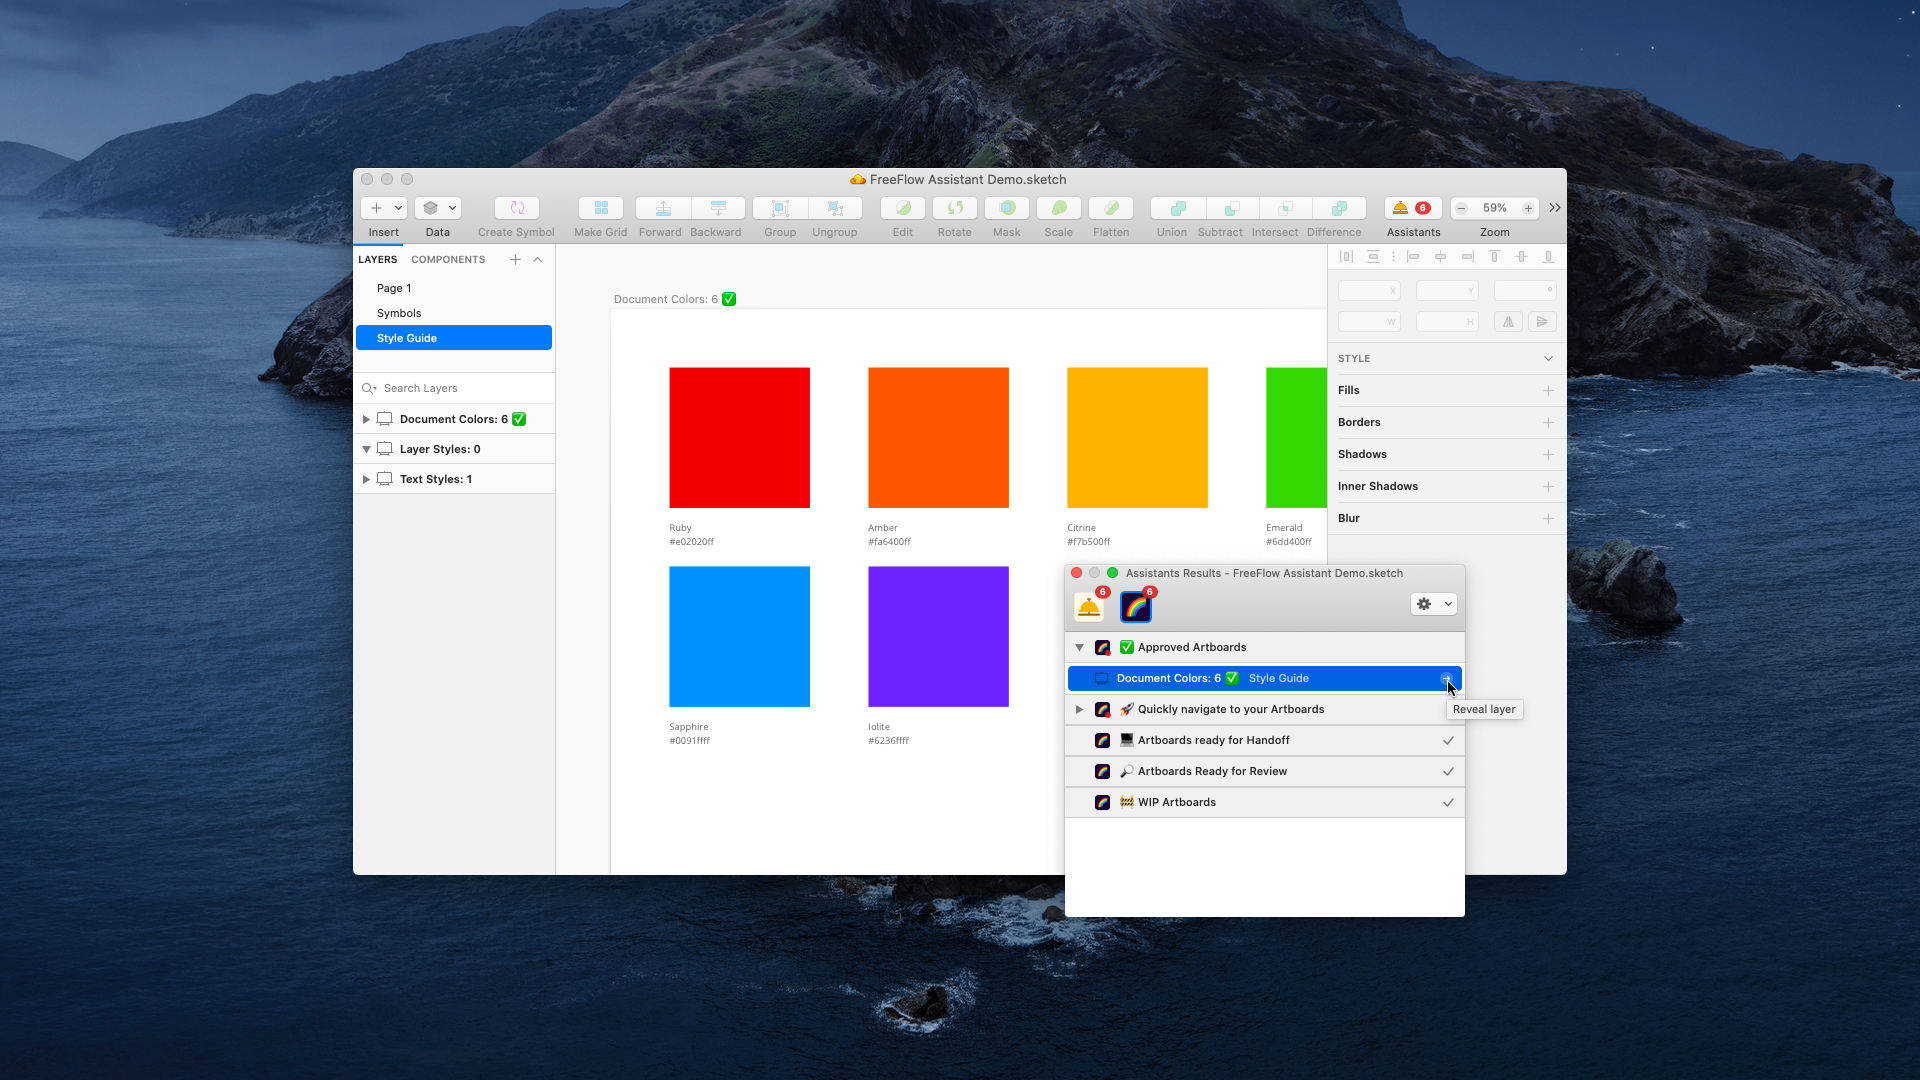 FreeFlow Assistant Demo.sketch
6
59%
Insert
Data
Create Symbol
Make Grid
Forward
Backward
Group
Ungroup
Edit
Rotate
Mask
Scale
Flatten
Union
Subtract
Intersect
Difference
Assistants
Zoom
LAYERS
COMPONENTS
Page 1
Symbols
Style Guide
Search Layers
Document Colors: 6 ✅
Layer Styles: 0
Text Styles: 1
Document Colors: 6 ✅
Ruby
#e02020ff
Amber
#fa6400ff
Citrine
#f7b500ff
Emerald
#6dd400ff
Sapphire
#0091ffff
Iolite
#6236ffff
X
Y
°
W
H
STYLE
Fills
Borders
Shadows
Inner Shadows
Blur
Assistants Results - FreeFlow Assistant Demo.sketch
6
6
✅ Approved Artboards
Document Colors: 6 ✅ Style Guide
Reveal layer
🚀 Quickly navigate to your Artboards
💻 Artboards ready for Handoff
🔎 Artboards Ready for Review
🚧 WIP Artboards